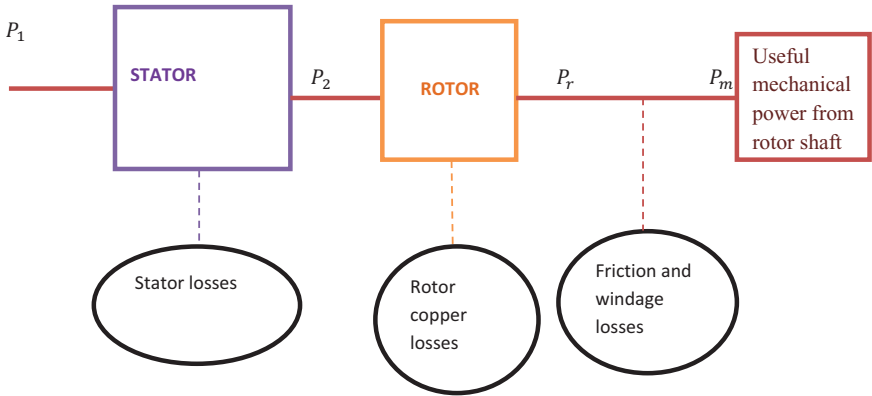 P₁
STATOR
P₂
ROTOR
Pᵣ
Pₘ
Useful
mechanical
power from
rotor shaft
Stator losses
Rotor
copper
losses
Friction and
windage
losses